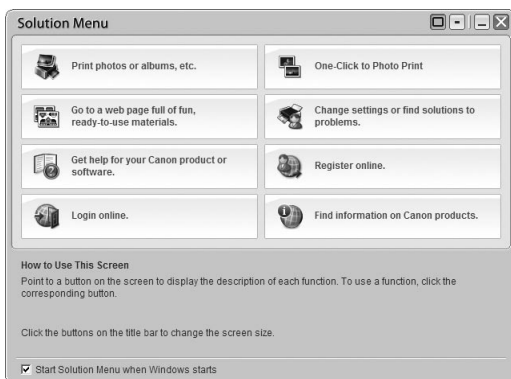 Solution Menu
Print photos or albums, etc.
One-Click to Photo Print
Go to a web page full of fun,
ready-to-use materials.
Change settings or find solutions to
problems.
Get help for your Canon product or
software.
Register online.
Login online.
Find information on Canon products.
How to Use This Screen
Point to a button on the screen to display the description of each function. To use a function, click the
corresponding button.
Click the buttons on the title bar to change the screen size.
Start Solution Menu when Windows starts